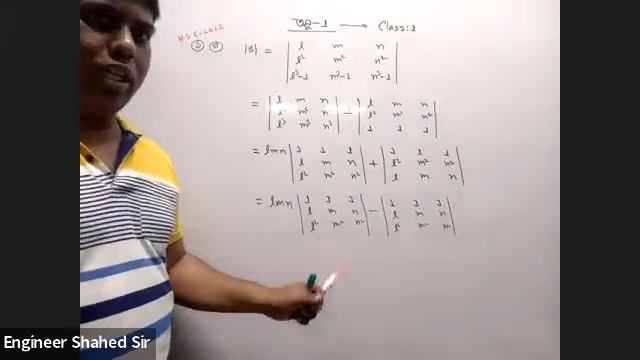 H.S.C-2022
অনু-1 → Class:1
|B| = | l m n |
| l² m² n² |
| l³-1 m³-1 n³-1 |
= | l m n | - | l m n |
| l² m² n² | | l² m² n² |
| l³ m³ n³ | | 1 1 1 |
= lmn | 1 1 1 | + | 1 1 1 |
| l m n | | l² m² n² |
| l² m² n² | | l m n |
= lmn | 1 1 1 | - | 1 1 1 |
| l m n | | l m n |
| l² m² n² | | l² m² n² |
Engineer Shahed Sir